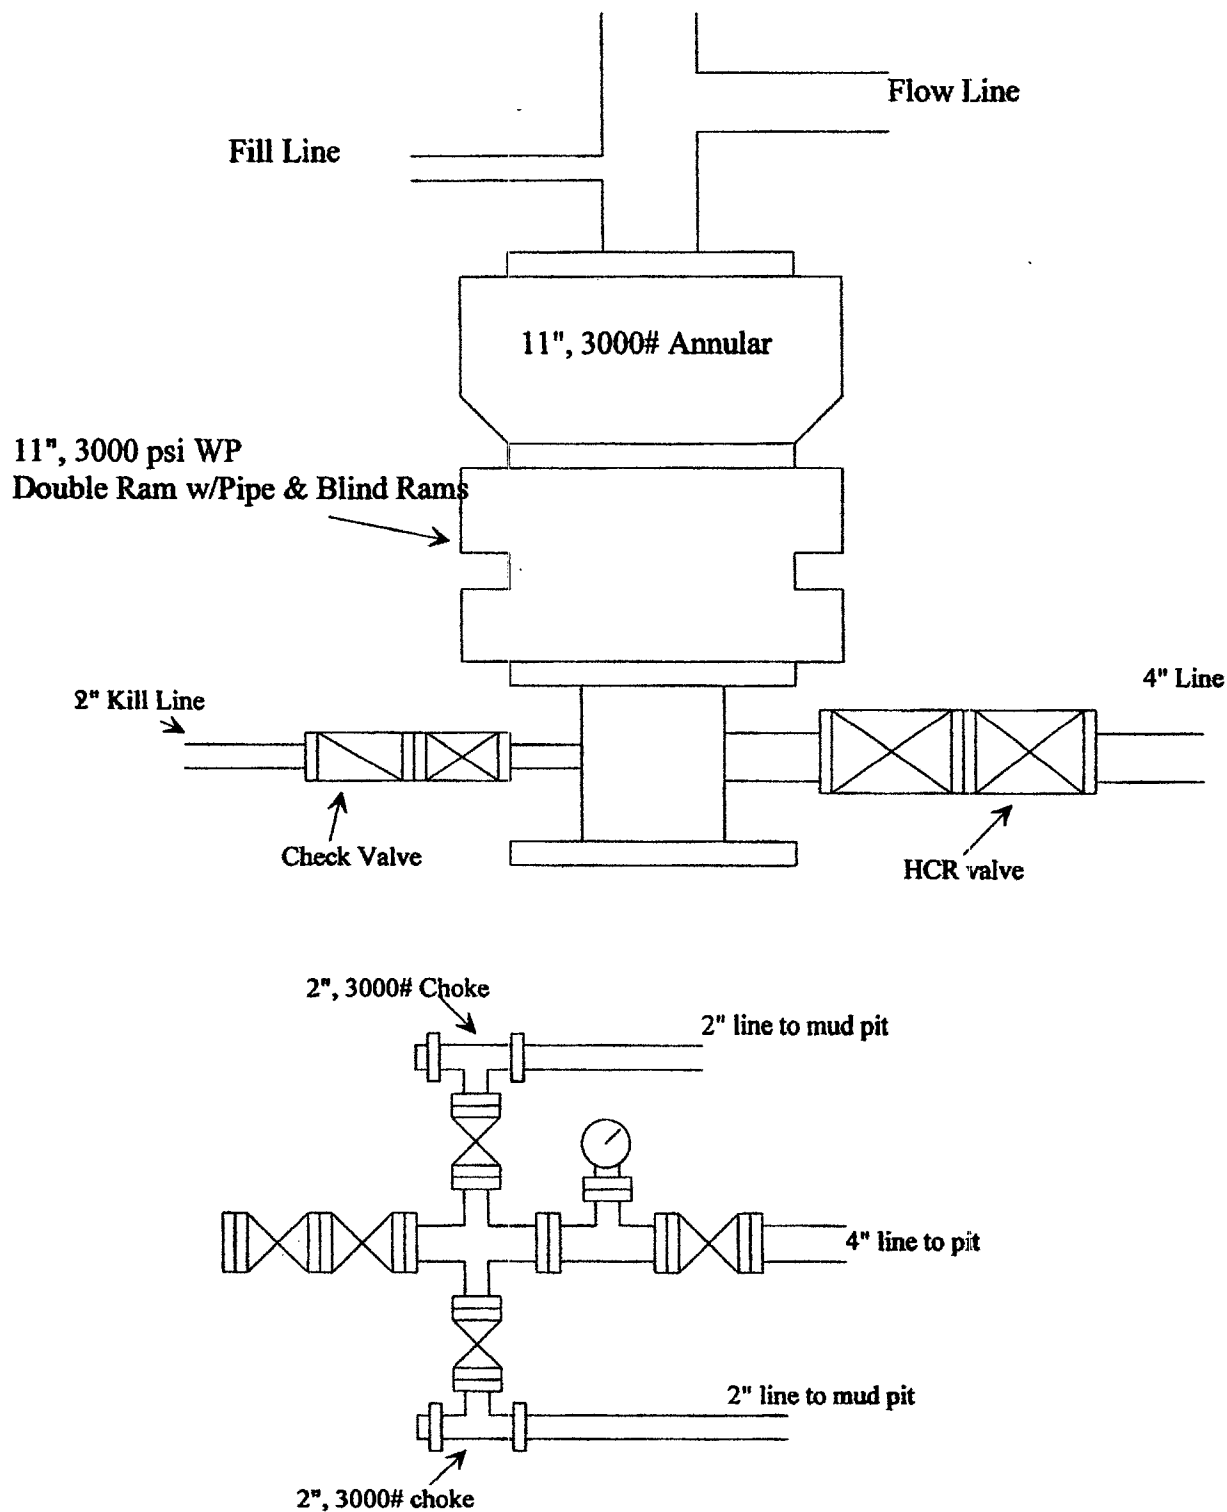 Flow Line
Fill Line
11", 3000# Annular
11", 3000 psi WP
Double Ram w/Pipe & Blind Rams
4" Line
2" Kill Line
Check Valve
HCR valve
2", 3000# Choke
2" line to mud pit
4" line to pit
2" line to mud pit
2", 3000# choke